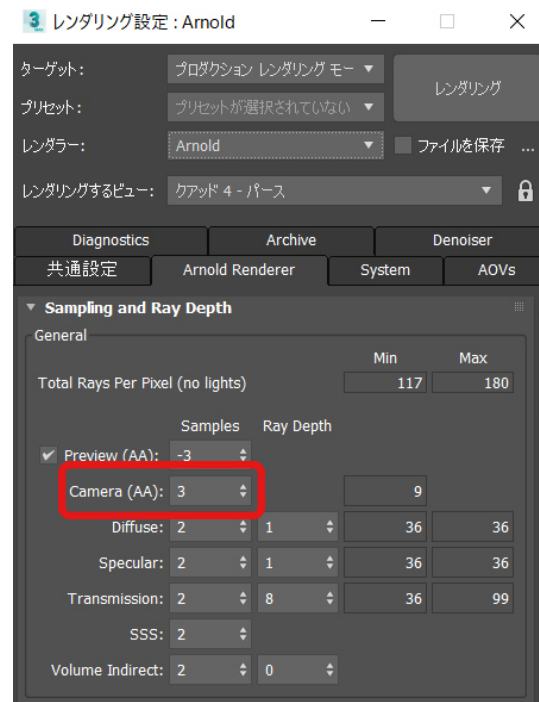 3 レンダリング設定 : Arnold
ターゲット: プロダクション レンダリング モー
レンダリング
プリセット: プリセットが選択されていない
レンダラー: Arnold ファイルを保存 ...
レンダリングするビュー: クアッド 4 - パース
Diagnostics Archive Denoiser
共通設定 Arnold Renderer System AOVs
Sampling and Ray Depth
General
Min Max
Total Rays Per Pixel (no lights) 117 180
Samples Ray Depth
Preview (AA): -3
Camera (AA): 3 9
Diffuse: 2 1 36 36
Specular: 2 1 36 36
Transmission: 2 8 36 99
SSS: 2
Volume Indirect: 2 0